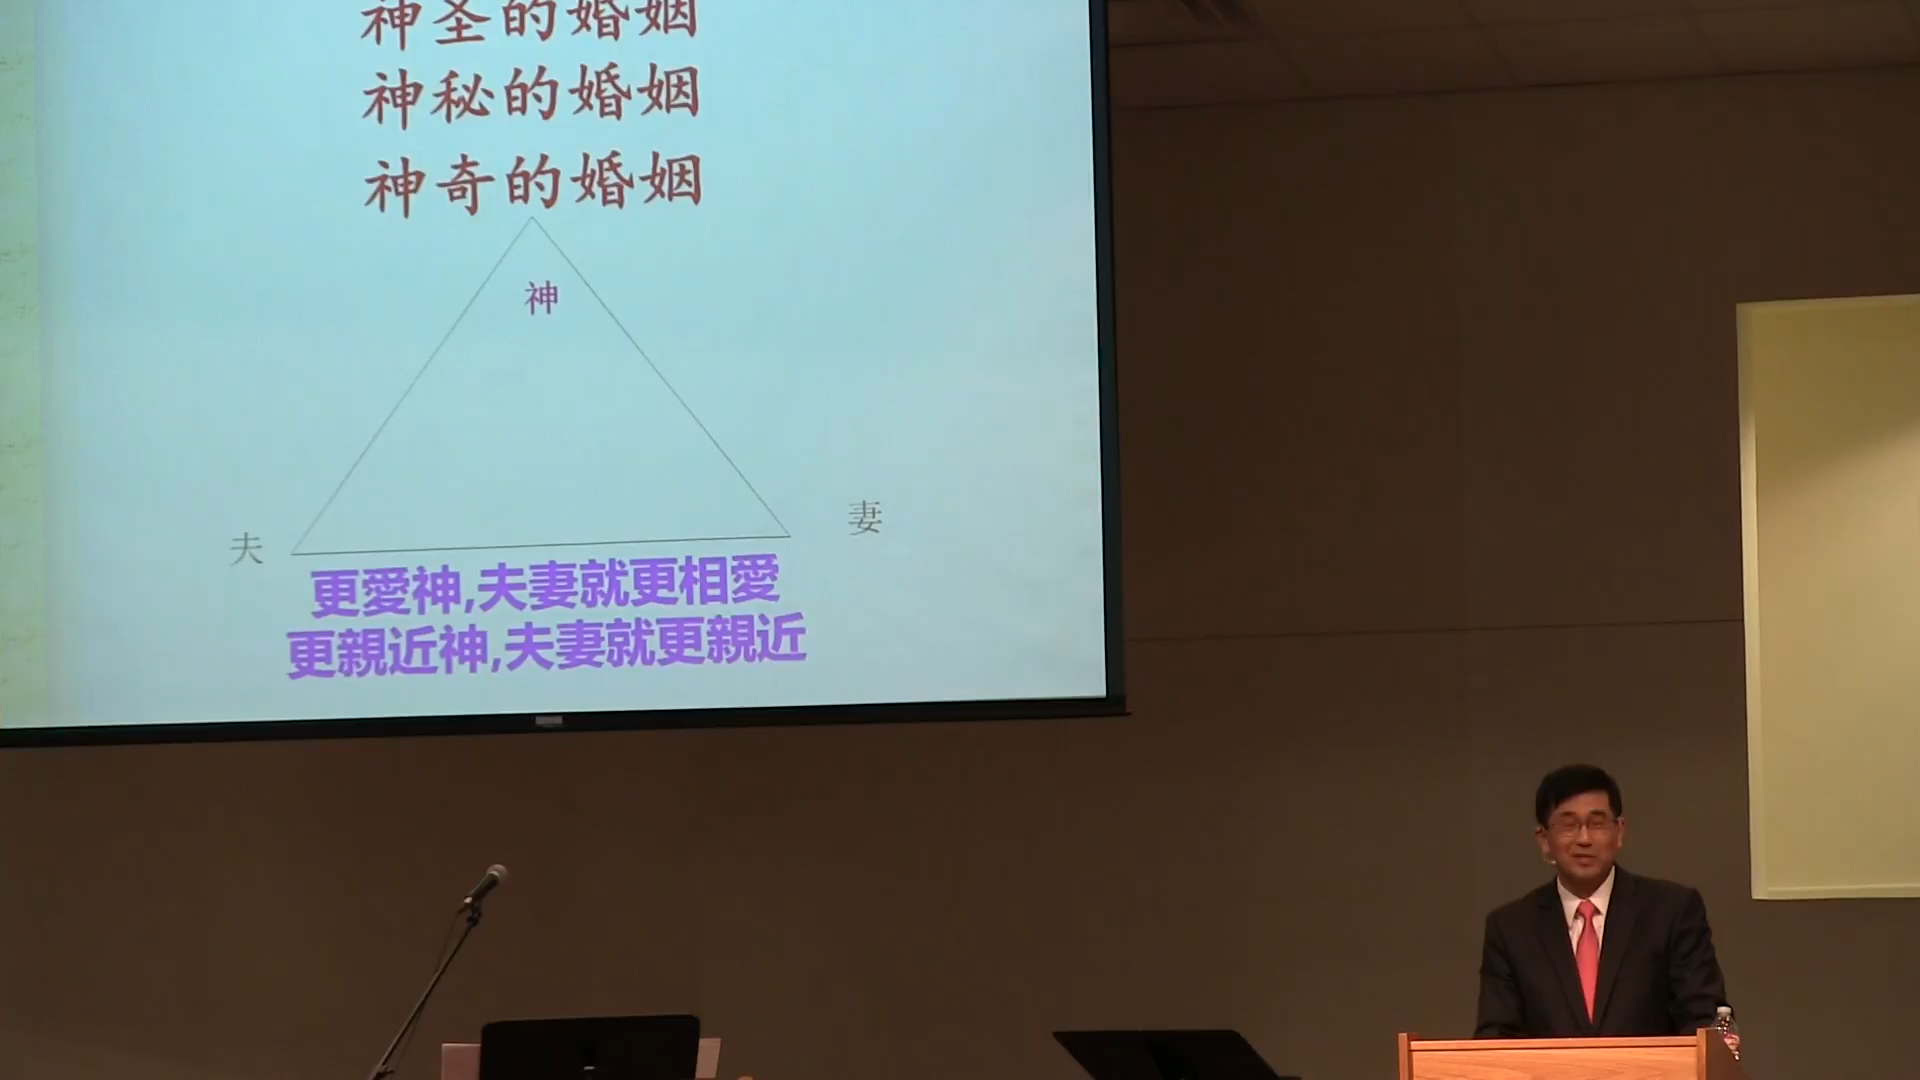 神圣的婚姻
神秘的婚姻
神奇的婚姻
神
夫
妻
更愛神,夫妻就更相愛
更親近神,夫妻就更親近